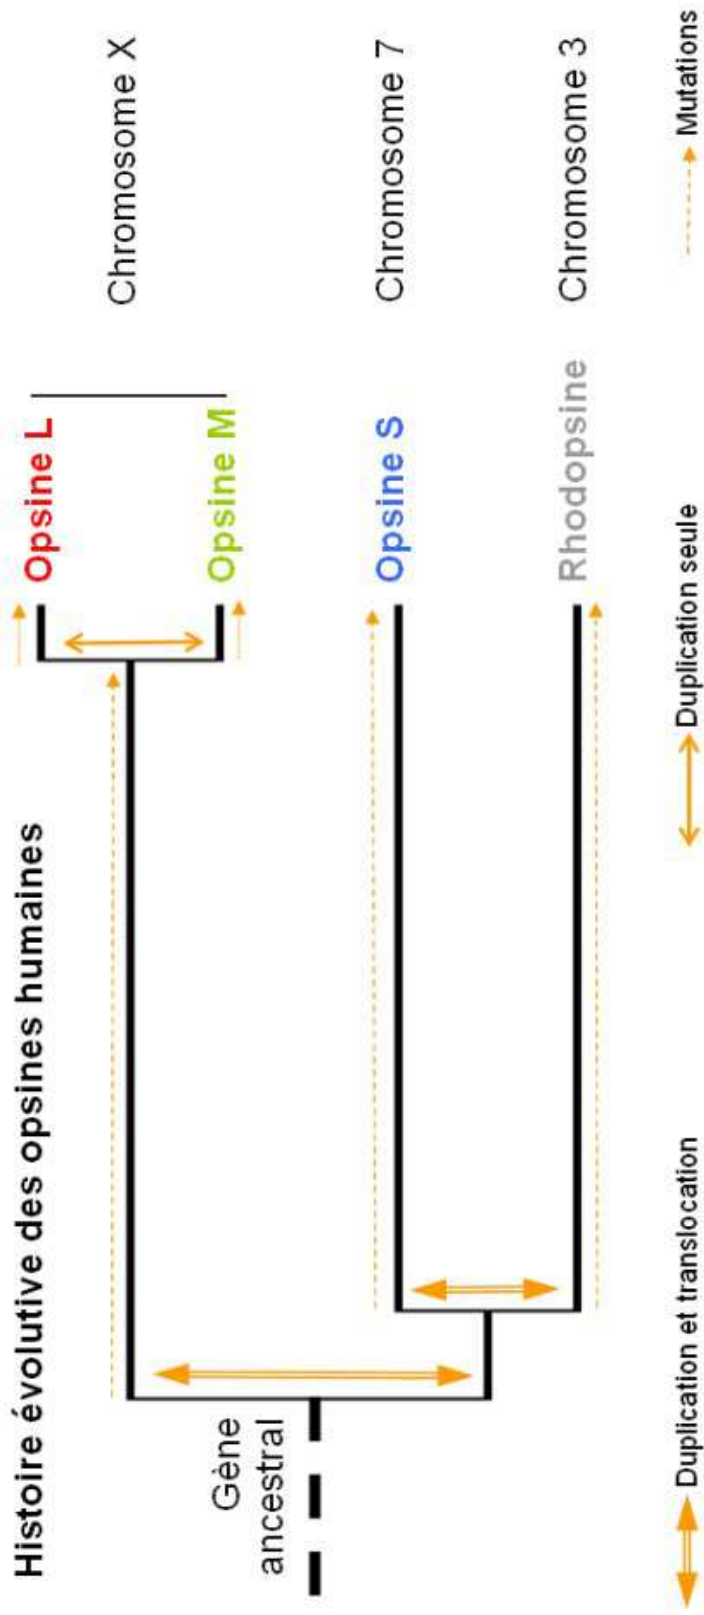 Histoire évolutive des opsines humaines
Gène
ancestral
Opsine L
Opsine M
Chromosome X
Opsine S
Chromosome 7
Rhodopsine
Chromosome 3
Duplication et translocation
Duplication seule
Mutations